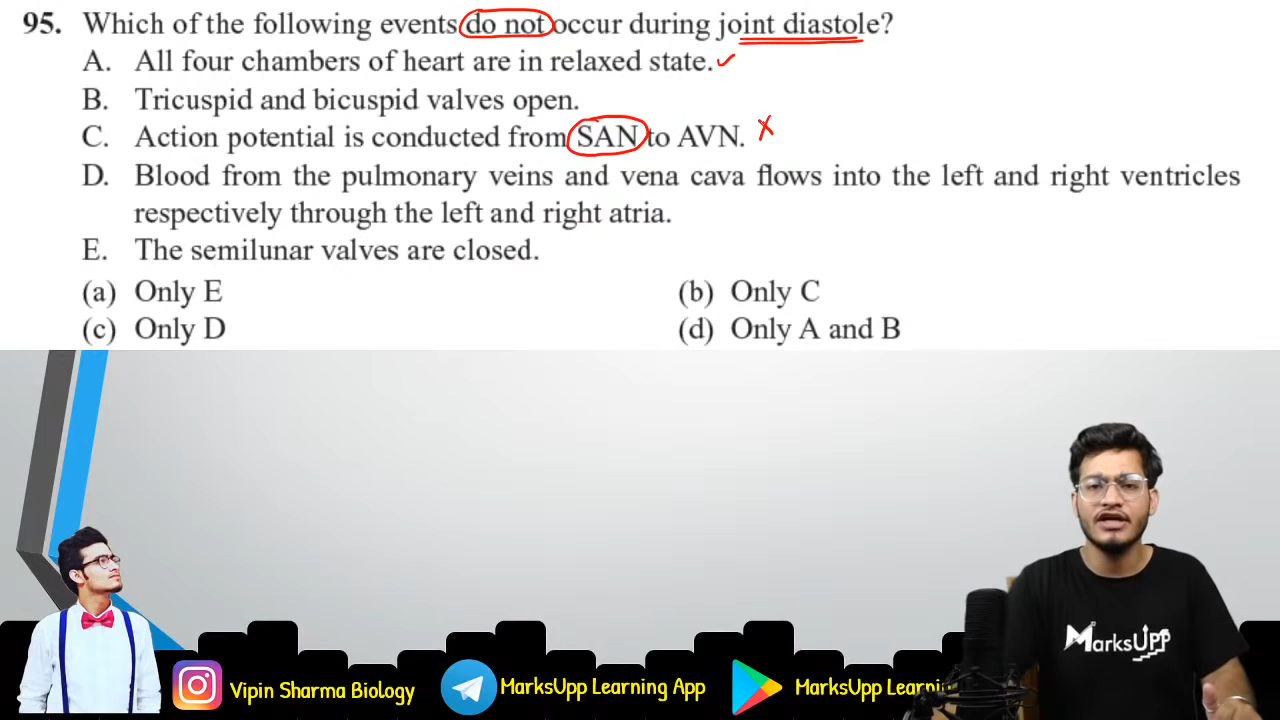 95. Which of the following events do not occur during joint diastole?
A. All four chambers of heart are in relaxed state.
B. Tricuspid and bicuspid valves open.
C. Action potential is conducted from SAN to AVN.
D. Blood from the pulmonary veins and vena cava flows into the left and right ventricles
respectively through the left and right atria.
E. The semilunar valves are closed.
(a) Only E (b) Only C
(c) Only D (d) Only A and B
MarksUpp
Vipin Sharma Biology MarksUpp Learning App MarksUpp